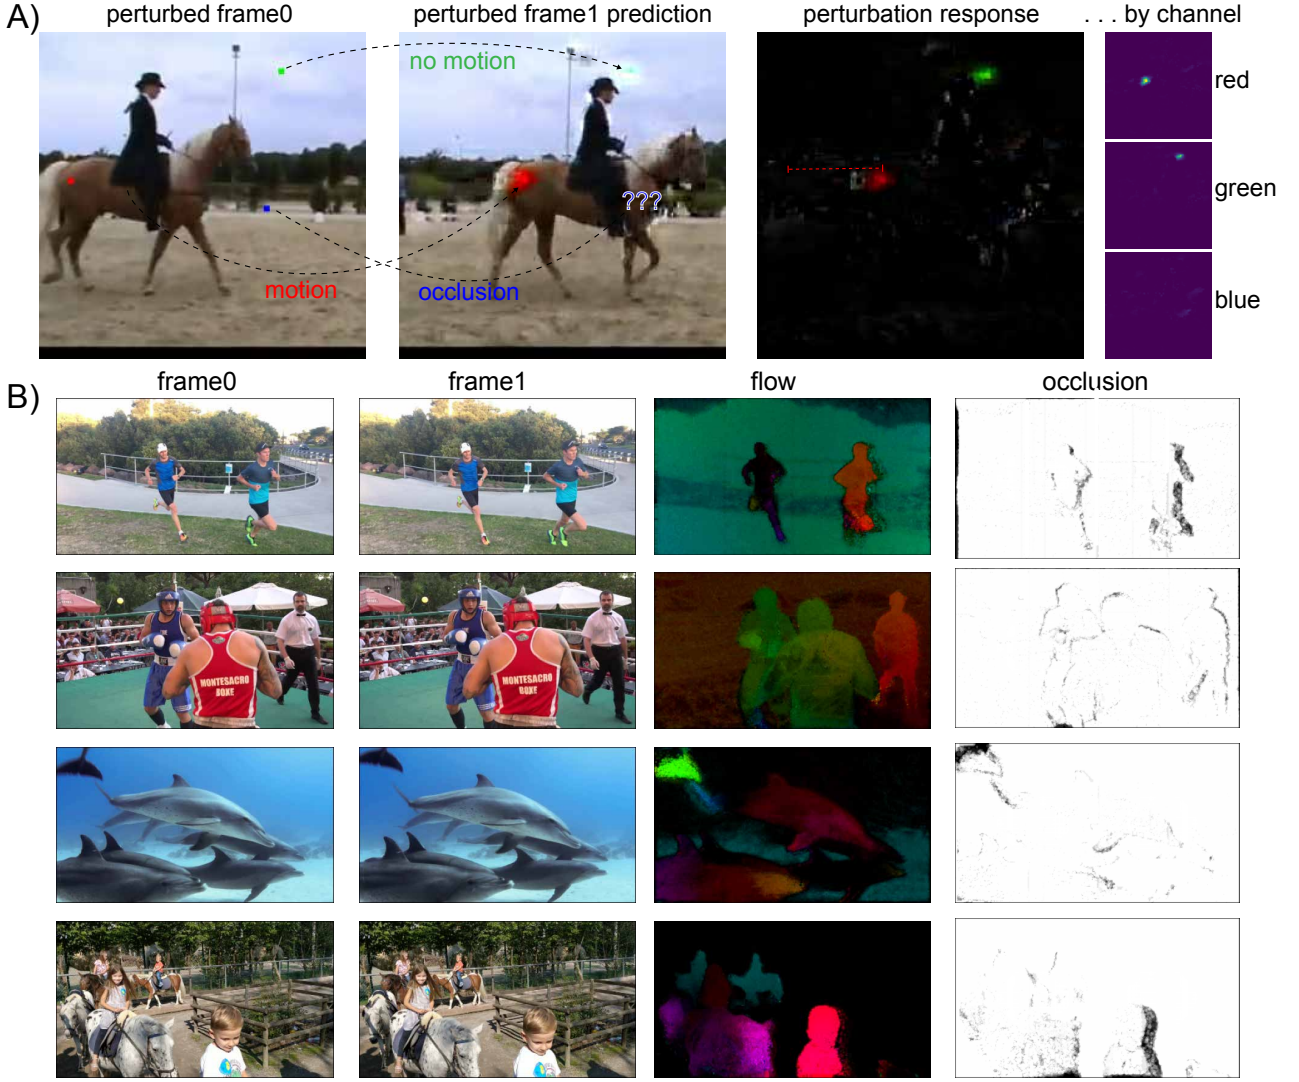 A)
perturbed frame0
perturbed frame1 prediction
perturbation response
. . . by channel
no motion
red
???
green
motion
occlusion
blue
B)
frame0
frame1
flow
occlusion
MONTESACRO
BOXE
MONTESACRO
BOXE